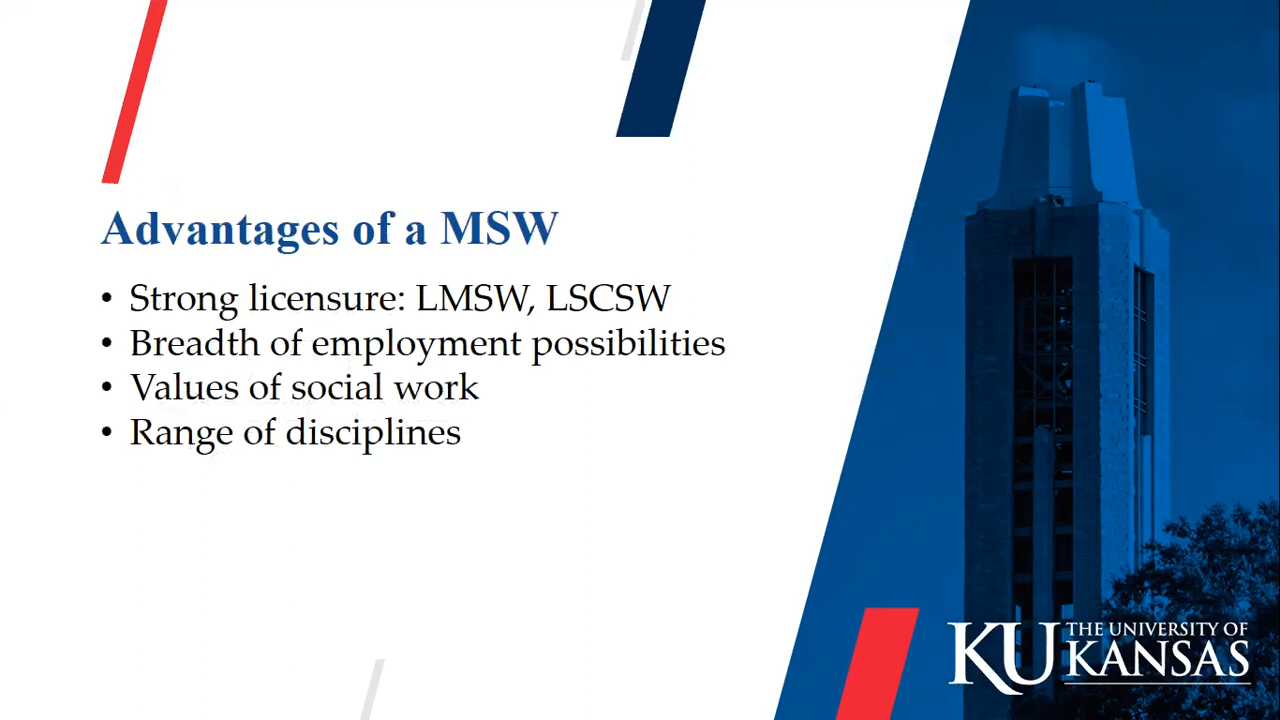 Advantages of a MSW
• Strong licensure: LMSW, LSCSW
• Breadth of employment possibilities
• Values of social work
• Range of disciplines
KU THE UNIVERSITY OF
KANSAS